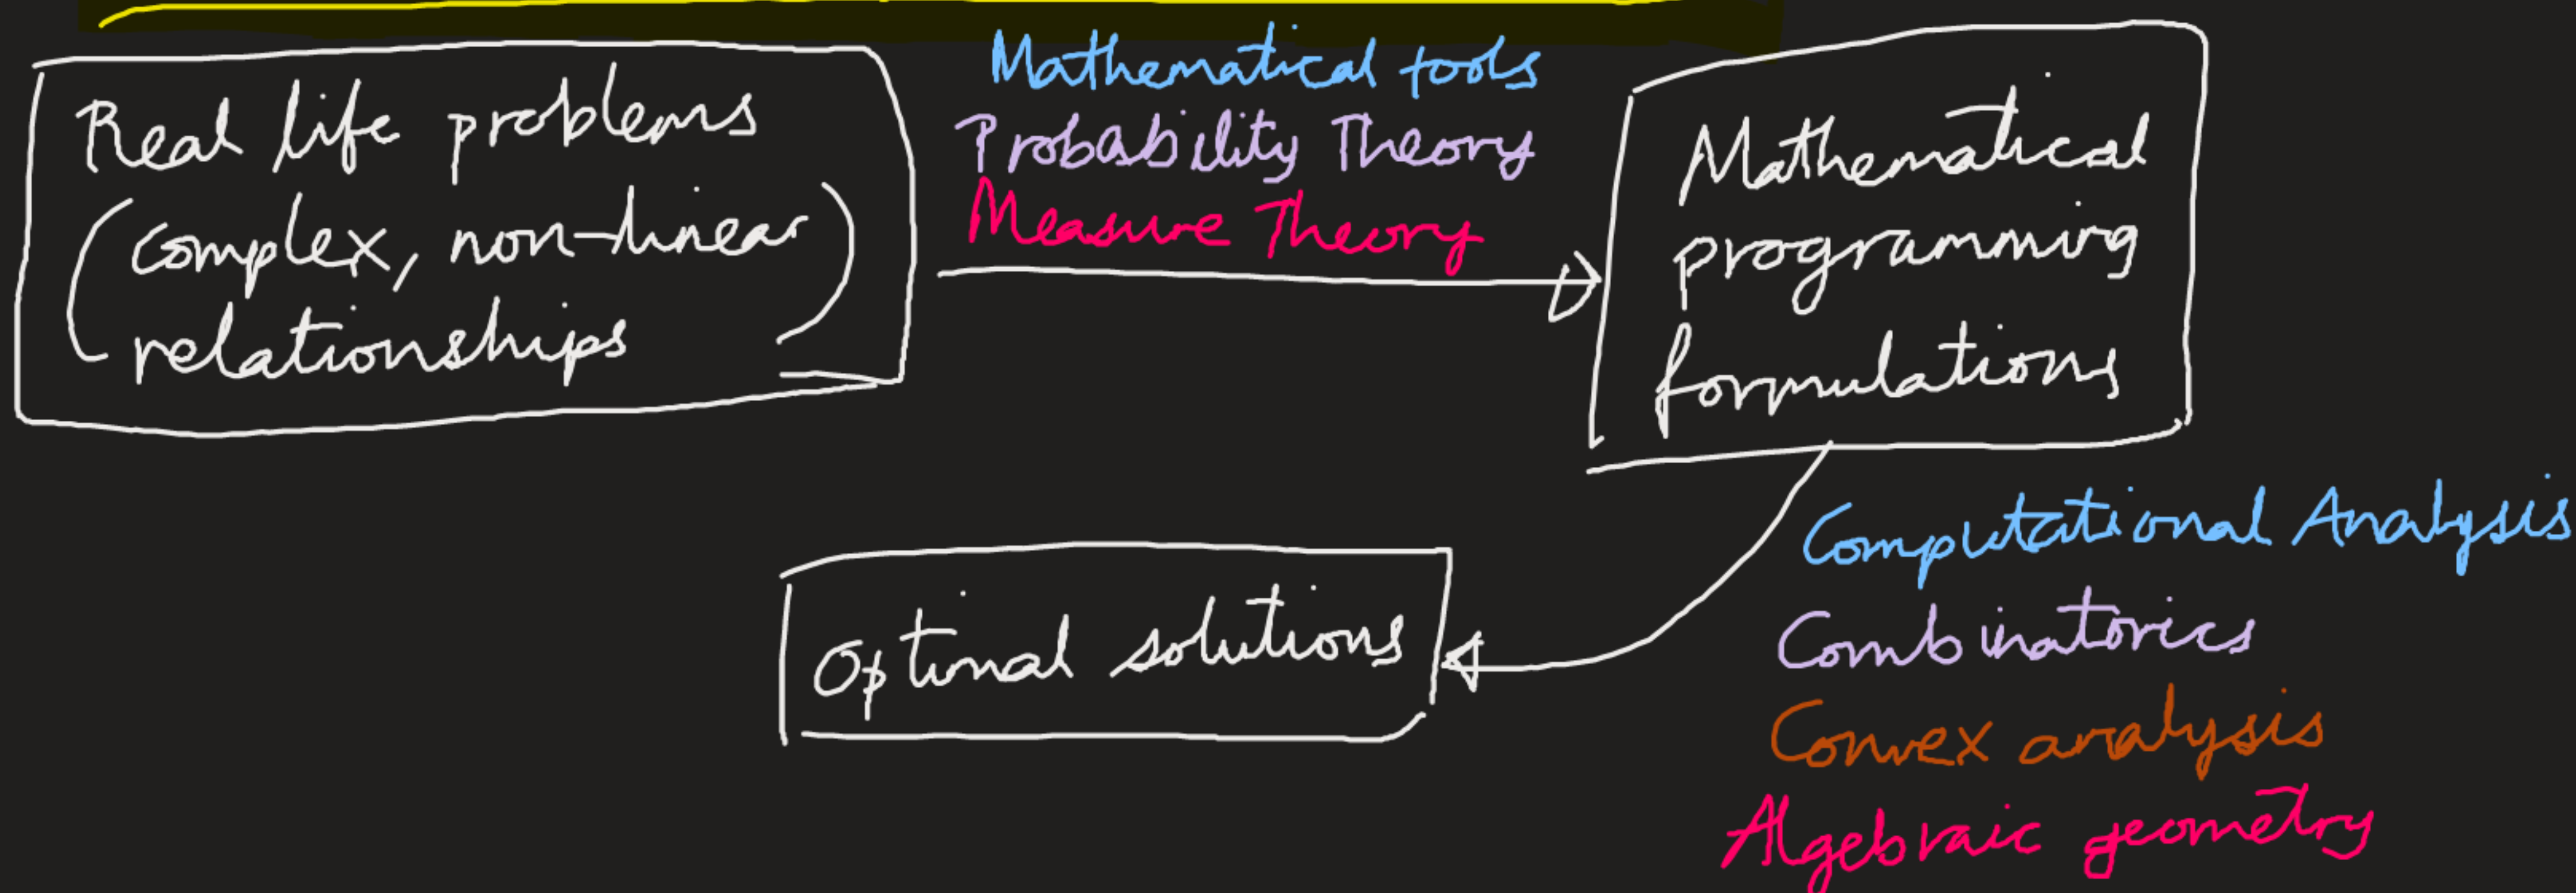 Real life problems
(complex, non-linear
relationships)
Mathematical tools
Probability Theory
Measure Theory
Mathematical
programming
formulations
Computational Analysis
Combinatorics
Convex analysis
Algebraic geometry
Optimal solutions